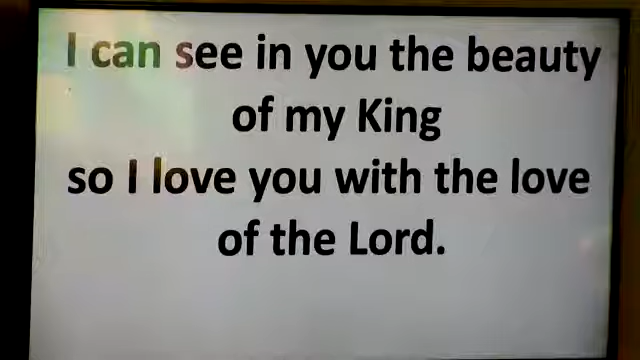 I can see in you the beauty
of my King
so I love you with the love
of the Lord.